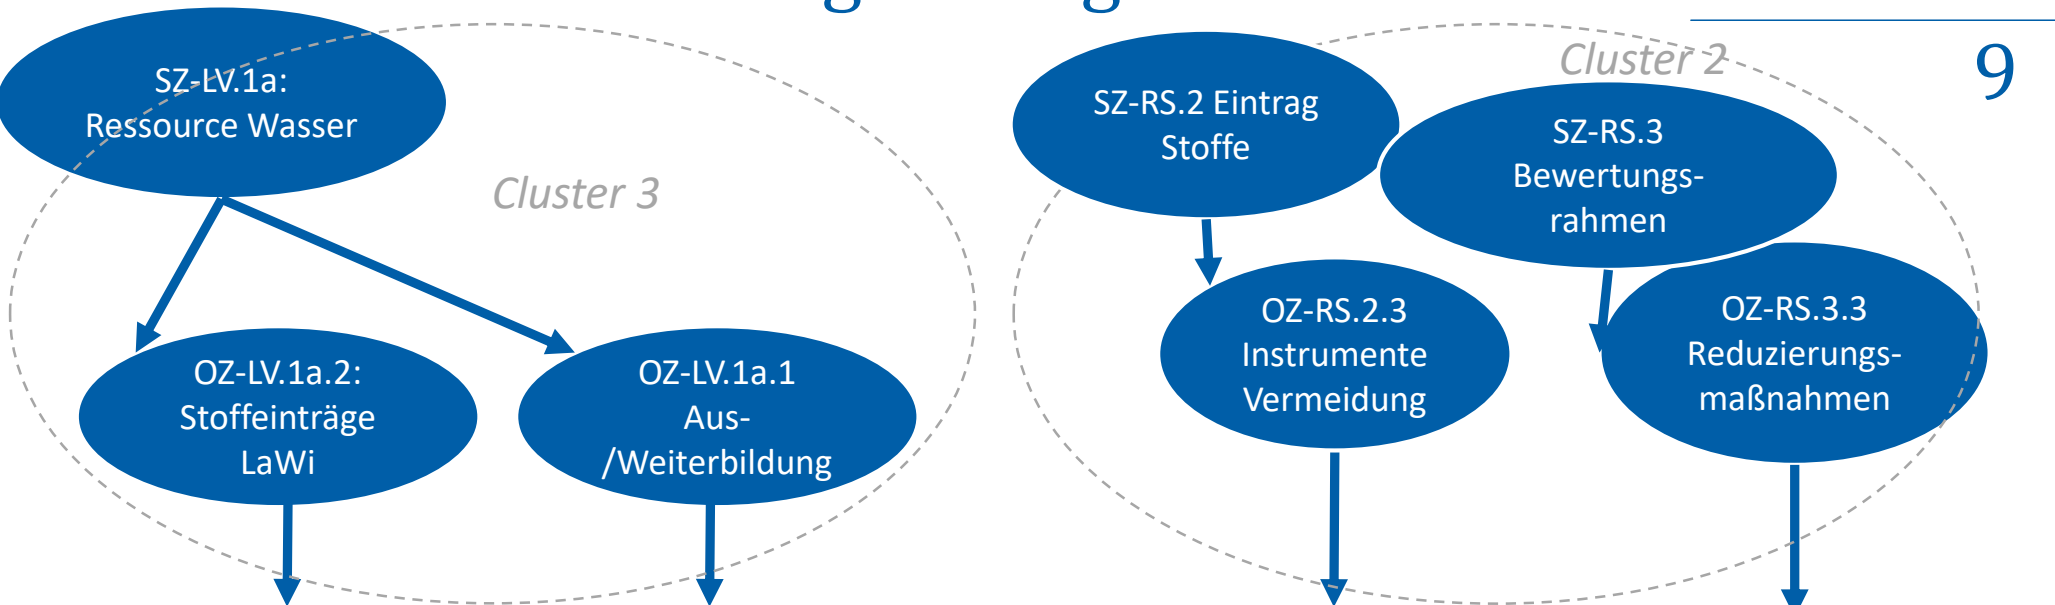 9
SZ-LV.1a:
Ressource Wasser
Cluster 3
OZ-LV.1a.2:
Stoffeinträge
LaWi
OZ-LV.1a.1
Aus-
/Weiterbildung
Cluster 2
SZ-RS.2 Eintrag
Stoffe
SZ-RS.3
Bewertungs-
rahmen
OZ-RS.2.3
Instrumente
Vermeidung
OZ-RS.3.3
Reduzierungs-
maßnahmen